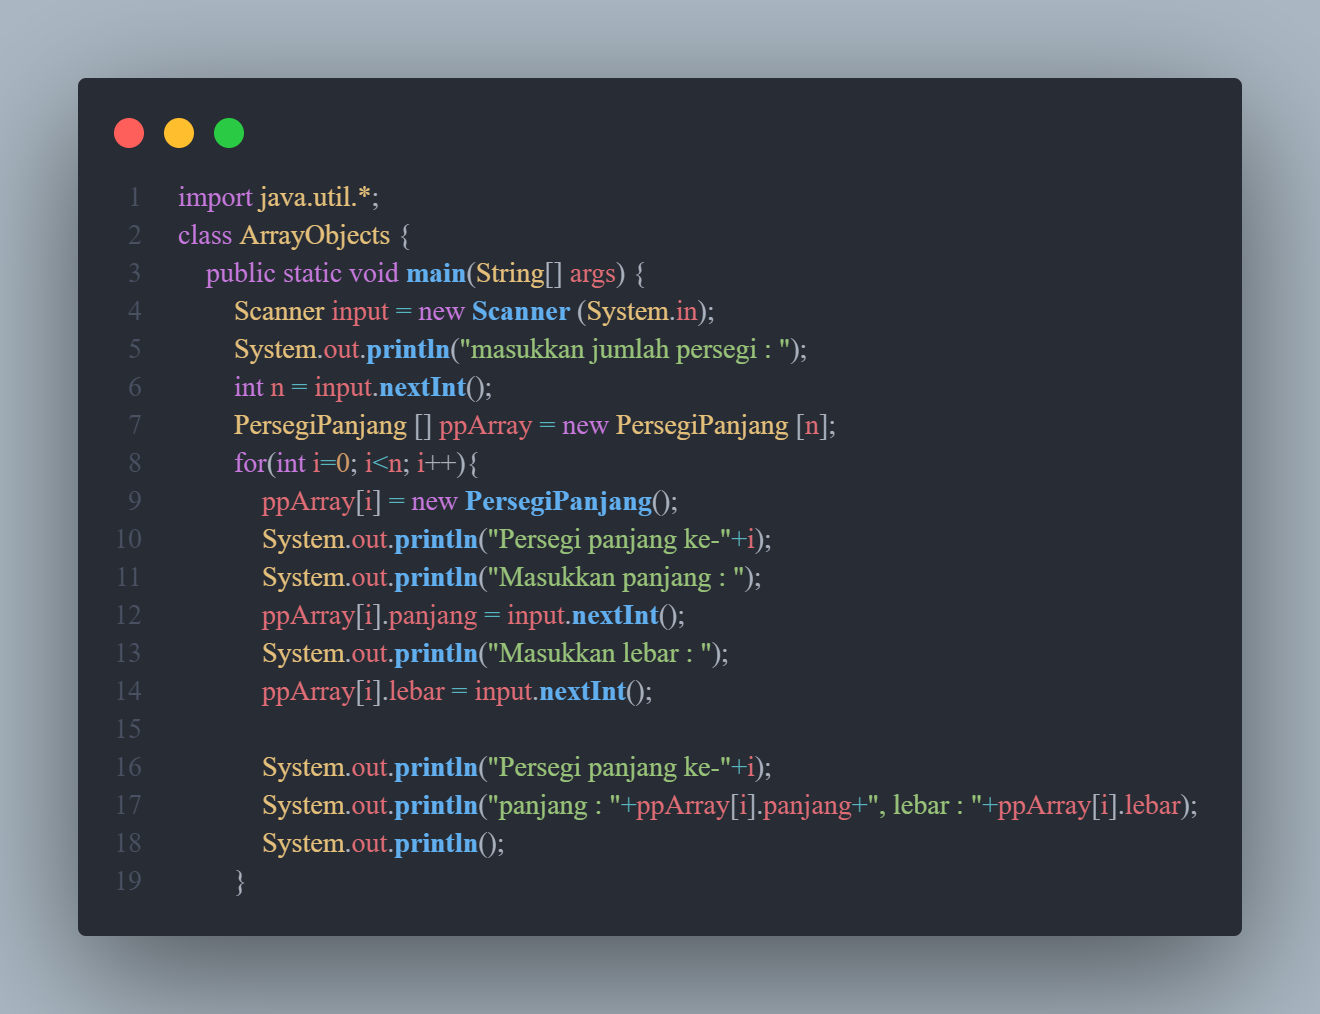 1 import java.util.*;
2 class ArrayObjects {
3 public static void main(String[] args) {
4 Scanner input = new Scanner (System.in);
5 System.out.println("masukkan jumlah persegi : ");
6 int n = input.nextInt();
7 PersegiPanjang [] ppArray = new PersegiPanjang [n];
8 for(int i=0; i<n; i++){
9 ppArray[i] = new PersegiPanjang();
10 System.out.println("Persegi panjang ke-"+i);
11 System.out.println("Masukkan panjang : ");
12 ppArray[i].panjang = input.nextInt();
13 System.out.println("Masukkan lebar : ");
14 ppArray[i].lebar = input.nextInt();
15
16 System.out.println("Persegi panjang ke-"+i);
17 System.out.println("panjang : "+ppArray[i].panjang+", lebar : "+ppArray[i].lebar);
18 System.out.println();
19 }